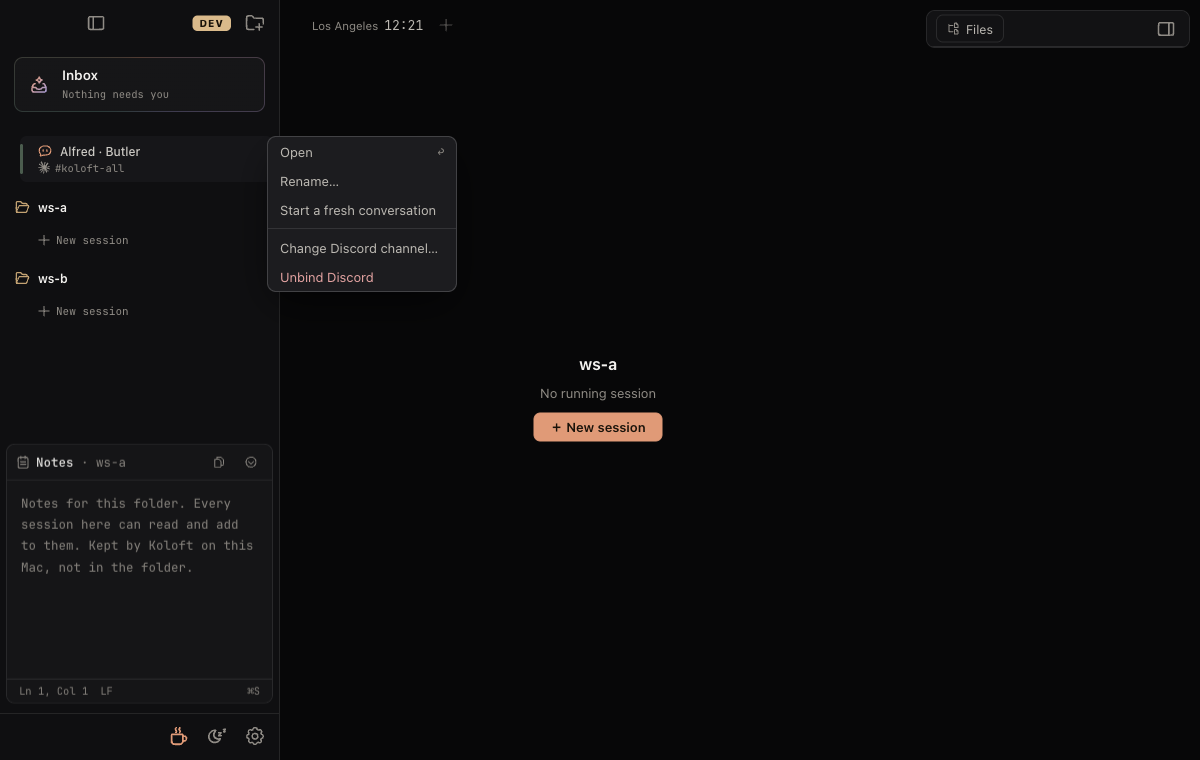 DEV
Los Angeles 12:21
Files
Inbox
Nothing needs you
Alfred · Butler
#koloft-all
Open
Rename...
Start a fresh conversation
Change Discord channel...
Unbind Discord
ws-a
New session
ws-b
New session
ws-a
No running session
+ New session
Notes · ws-a
Notes for this folder. Every
session here can read and add
to them. Kept by Koloft on this
Mac, not in the folder.
Ln 1, Col 1 LF
⌘S